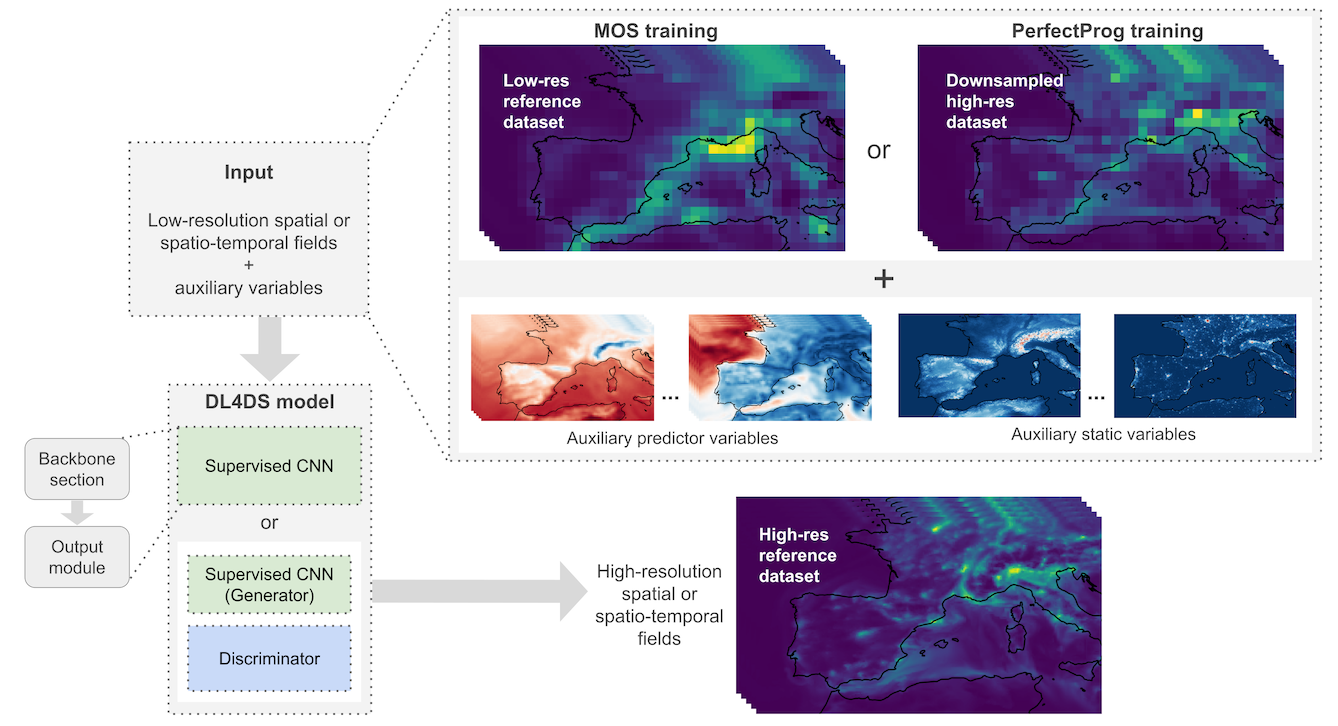 MOS training
PerfectProg training
Low-res
reference
dataset
or
Downsampled
high-res
dataset
+
...
Auxiliary predictor variables
...
Auxiliary static variables
Input
Low-resolution spatial or
spatio-temporal fields
+
auxiliary variables
DL4DS model
Supervised CNN
or
Supervised CNN
(Generator)
Discriminator
Backbone
section
Output
module
High-resolution
spatial or
spatio-temporal
fields
High-res
reference
dataset